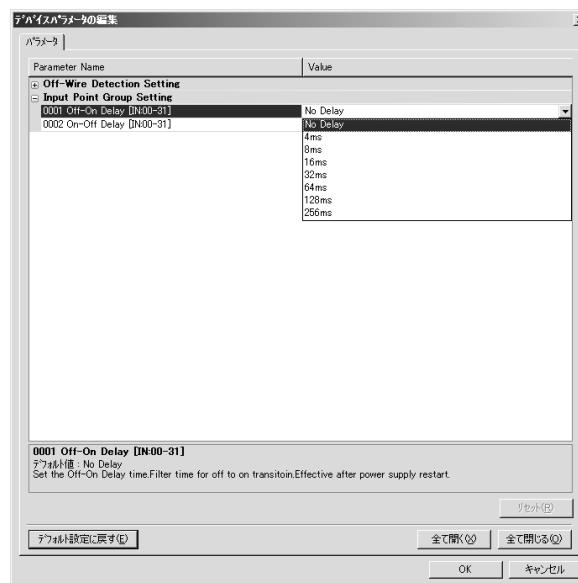 デバイスパラメータの編集
パラメータ
Parameter Name Value
Off-Wire Detection Setting
Input Point Group Setting
0001 Off-On Delay [IN:00-31] No Delay
0002 On-Off Delay [IN:00-31] No Delay
4ms
8ms
16ms
32ms
64ms
128ms
256ms
0001 Off-On Delay [IN:00-31]
デフォルト値 : No Delay
Set the Off-On Delay time.Filter time for off to on transitoin.Effective after power supply restart.
リセット(R)
デフォルト設定に戻す(E) 全て開く(X) 全て閉じる(O)
OK キャンセル